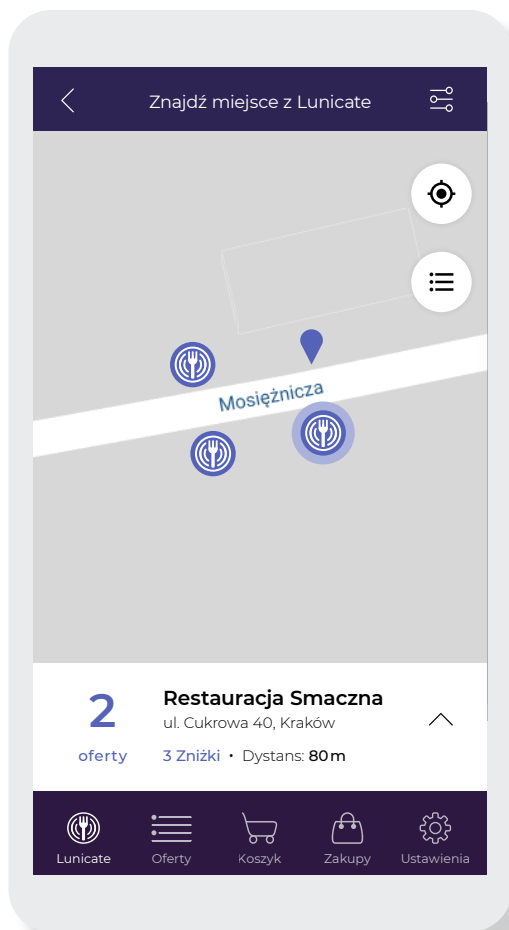 Znajdź miejsce z Lunicate
Mosiężnicza
2
oferty
Restauracja Smaczna
ul. Cukrowa 40, Kraków
3 Zniżki • Dystans: 80 m
Lunicate Oferty Koszyk Zakupy Ustawienia